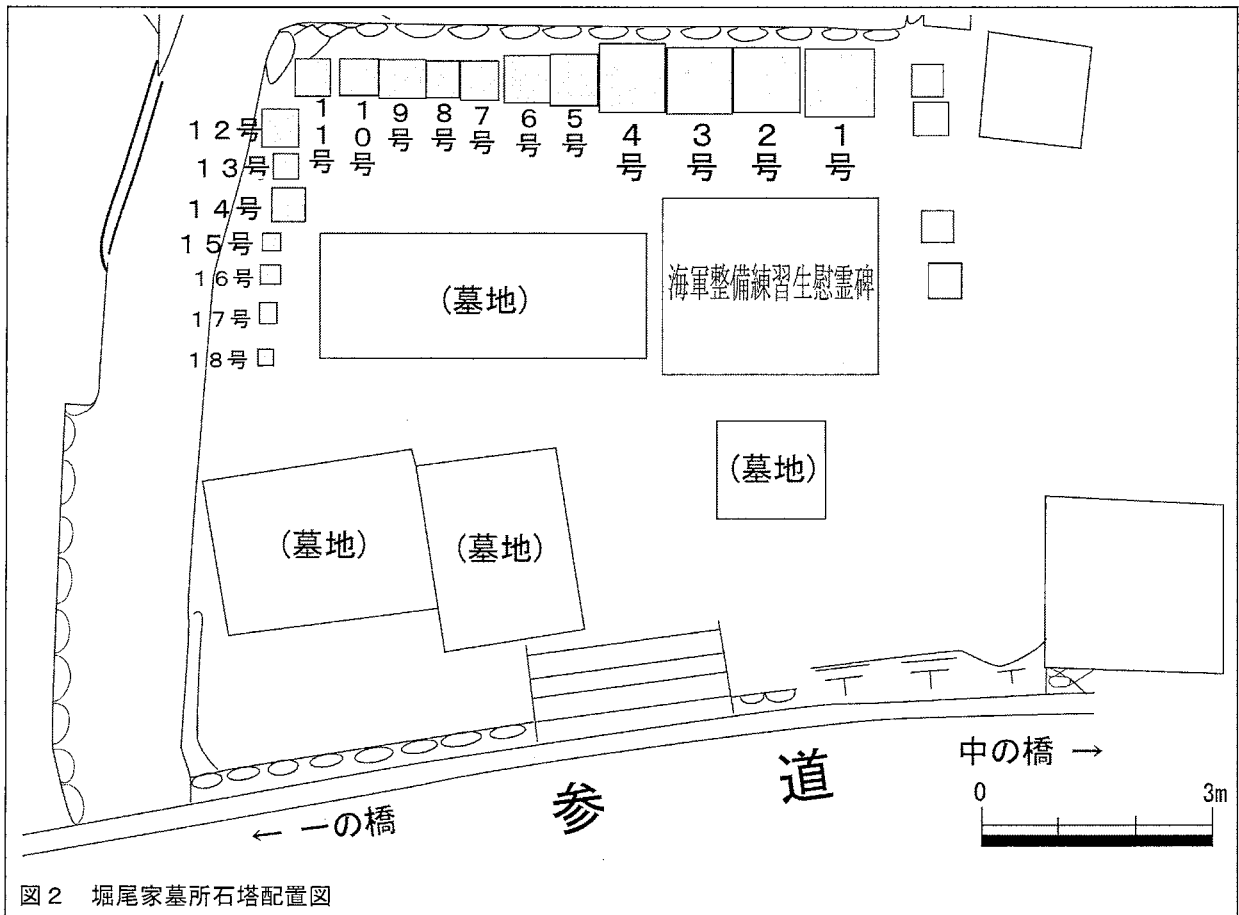 11号
10号
9号
8号
7号
6号
5号
4号
3号
2号
1号
12号
13号
14号
15号
16号
17号
18号
(墓地)
海軍整備練習生慰霊碑
(墓地)
(墓地)
(墓地)
参道
中の橋 →
← 一の橋
0 3m
図2 堀尾家墓所石塔配置図